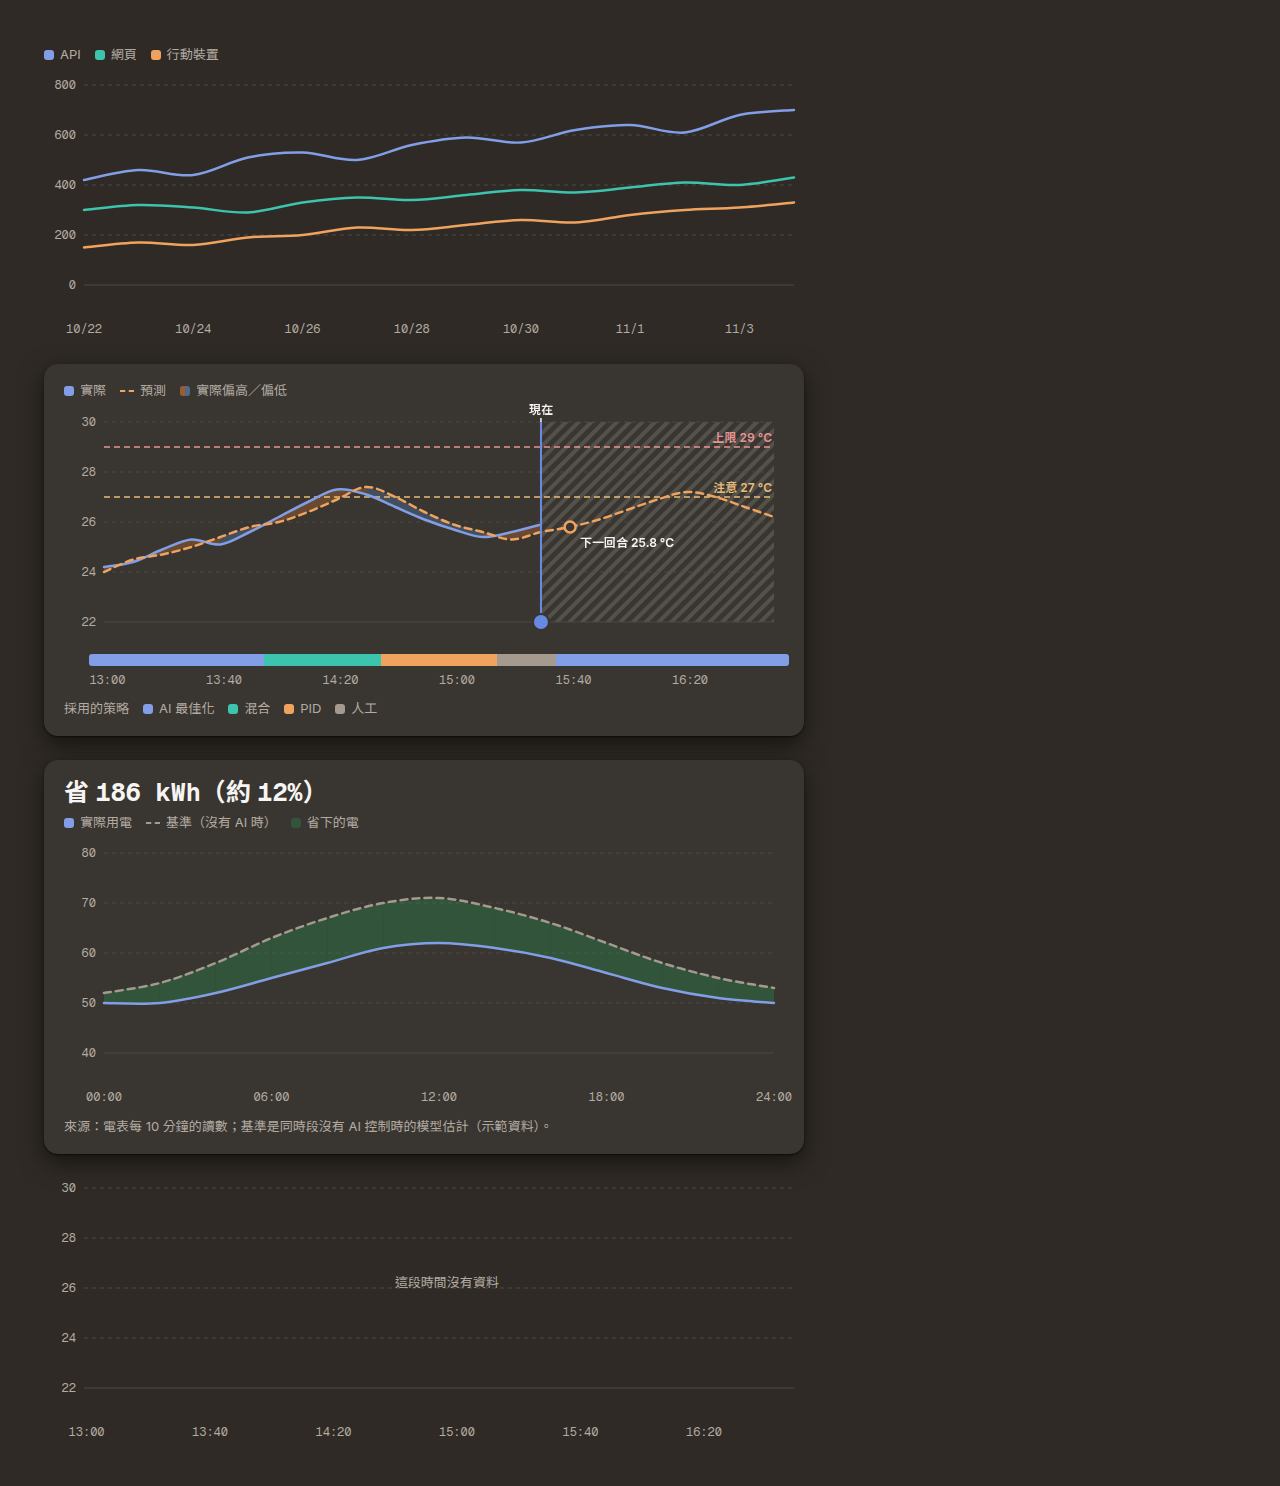 API 網頁 行動裝置
800
600
400
200
0
10/22 10/24 10/26 10/28 10/30 11/1 11/3
實際 預測 實際偏高／偏低
現在
30
上限 29 °C
28
注意 27 °C
26
下一回合 25.8 °C
24
22
13:00 13:40 14:20 15:00 15:40 16:20
採用的策略 AI 最佳化 混合 PID 人工
省 186 kWh（約 12%）
實際用電 基準（沒有 AI 時） 省下的電
80
70
60
50
40
00:00 06:00 12:00 18:00 24:00
來源：電表每 10 分鐘的讀數；基準是同時段沒有 AI 控制時的模型估計（示範資料）。
30
28
這段時間沒有資料
26
24
22
13:00 13:40 14:20 15:00 15:40 16:20